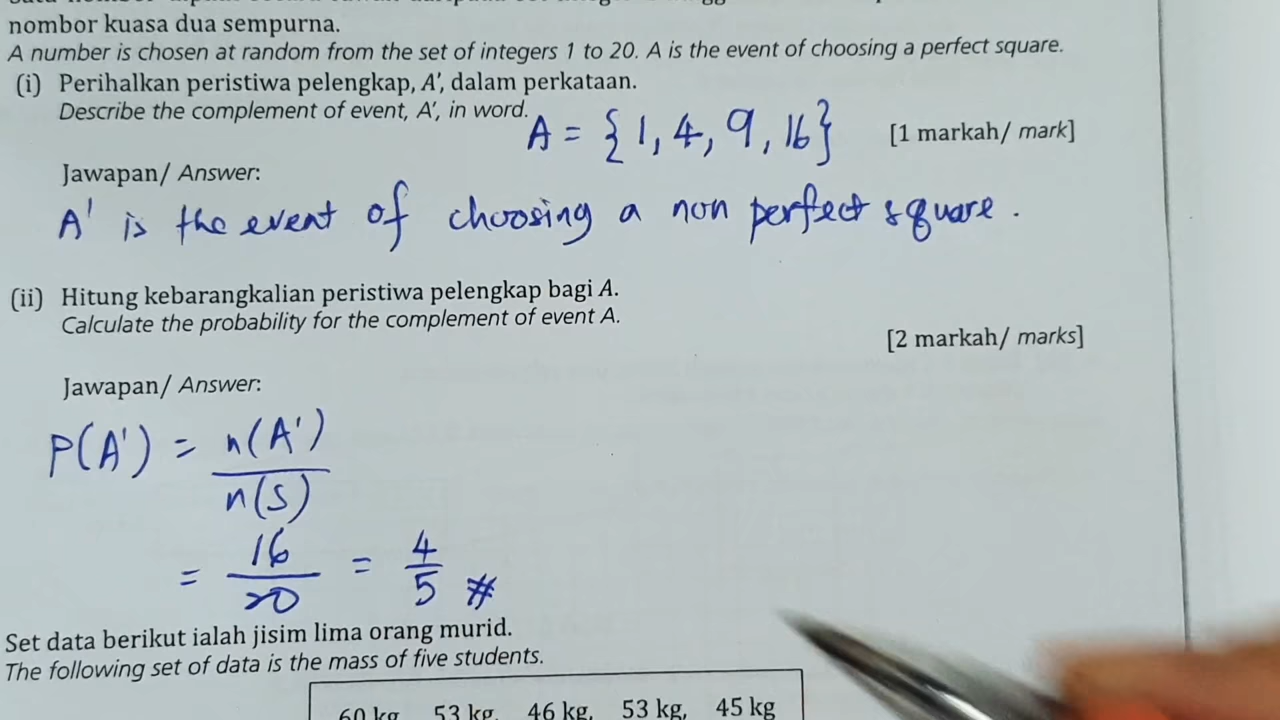 nombor kuasa dua sempurna.
A number is chosen at random from the set of integers 1 to 20. A is the event of choosing a perfect square.
(i) Perihalkan peristiwa pelengkap, A′, dalam perkataan.
Describe the complement of event, A′, in word.
A = {1, 4, 9, 16}
[1 markah/ mark]
Jawapan/ Answer:
A' is the event of choosing a non perfect square.
(ii) Hitung kebarangkalian peristiwa pelengkap bagi A.
Calculate the probability for the complement of event A.
[2 markah/ marks]
Jawapan/ Answer:
P(A') = n(A')
n(S)
= 16/20 = 4/5 #
Set data berikut ialah jisim lima orang murid.
The following set of data is the mass of five students.
60 kg, 53 kg, 46 kg, 53 kg, 45 kg